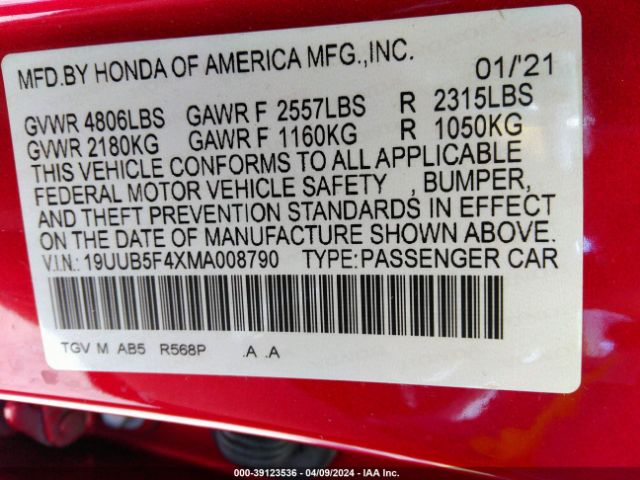 MFD.BY HONDA OF AMERICA MFG.,INC. 01/'21
GVWR 4806LBS GAWR F 2557LBS R 2315LBS
GVWR 2180KG GAWR F 1160KG R 1050KG
THIS VEHICLE CONFORMS TO ALL APPLICABLE
FEDERAL MOTOR VEHICLE SAFETY , BUMPER,
AND THEFT PREVENTION STANDARDS IN EFFECT
ON THE DATE OF MANUFACTURE SHOWN ABOVE.
V.I.N.: 19UUB5F4XMA008790 TYPE:PASSENGER CAR
TGV M AB5 R568P .A .A
000-39123536 - 04/09/2024 - IAA Inc.